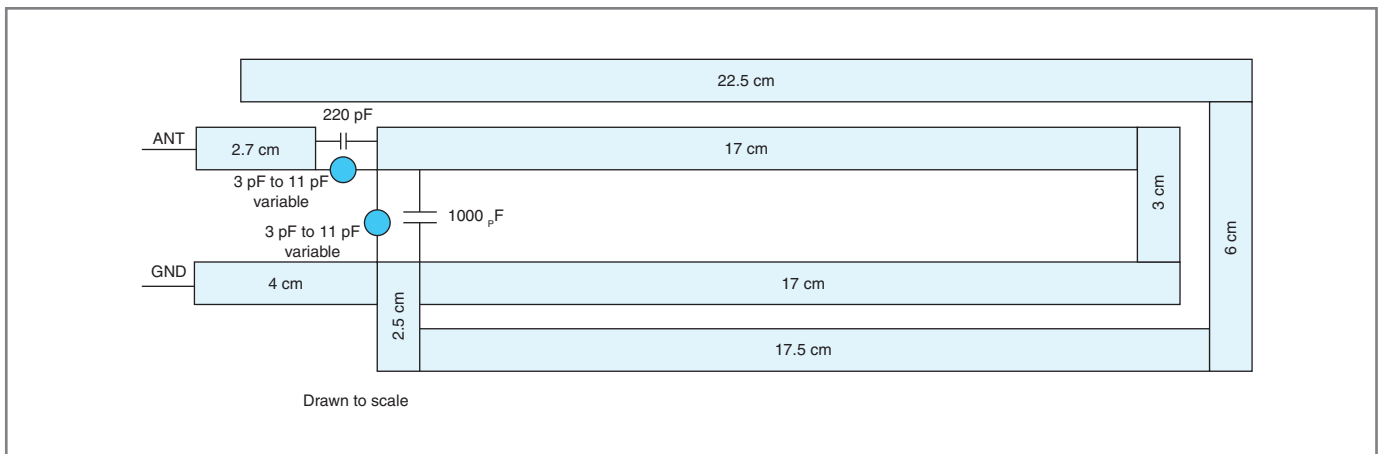 22.5 cm
220 pF
ANT
2.7 cm
17 cm
3 pF to 11 pF
variable
3 cm
6 cm
1000 pF
3 pF to 11 pF
variable
GND
4 cm
17 cm
2.5 cm
17.5 cm
Drawn to scale